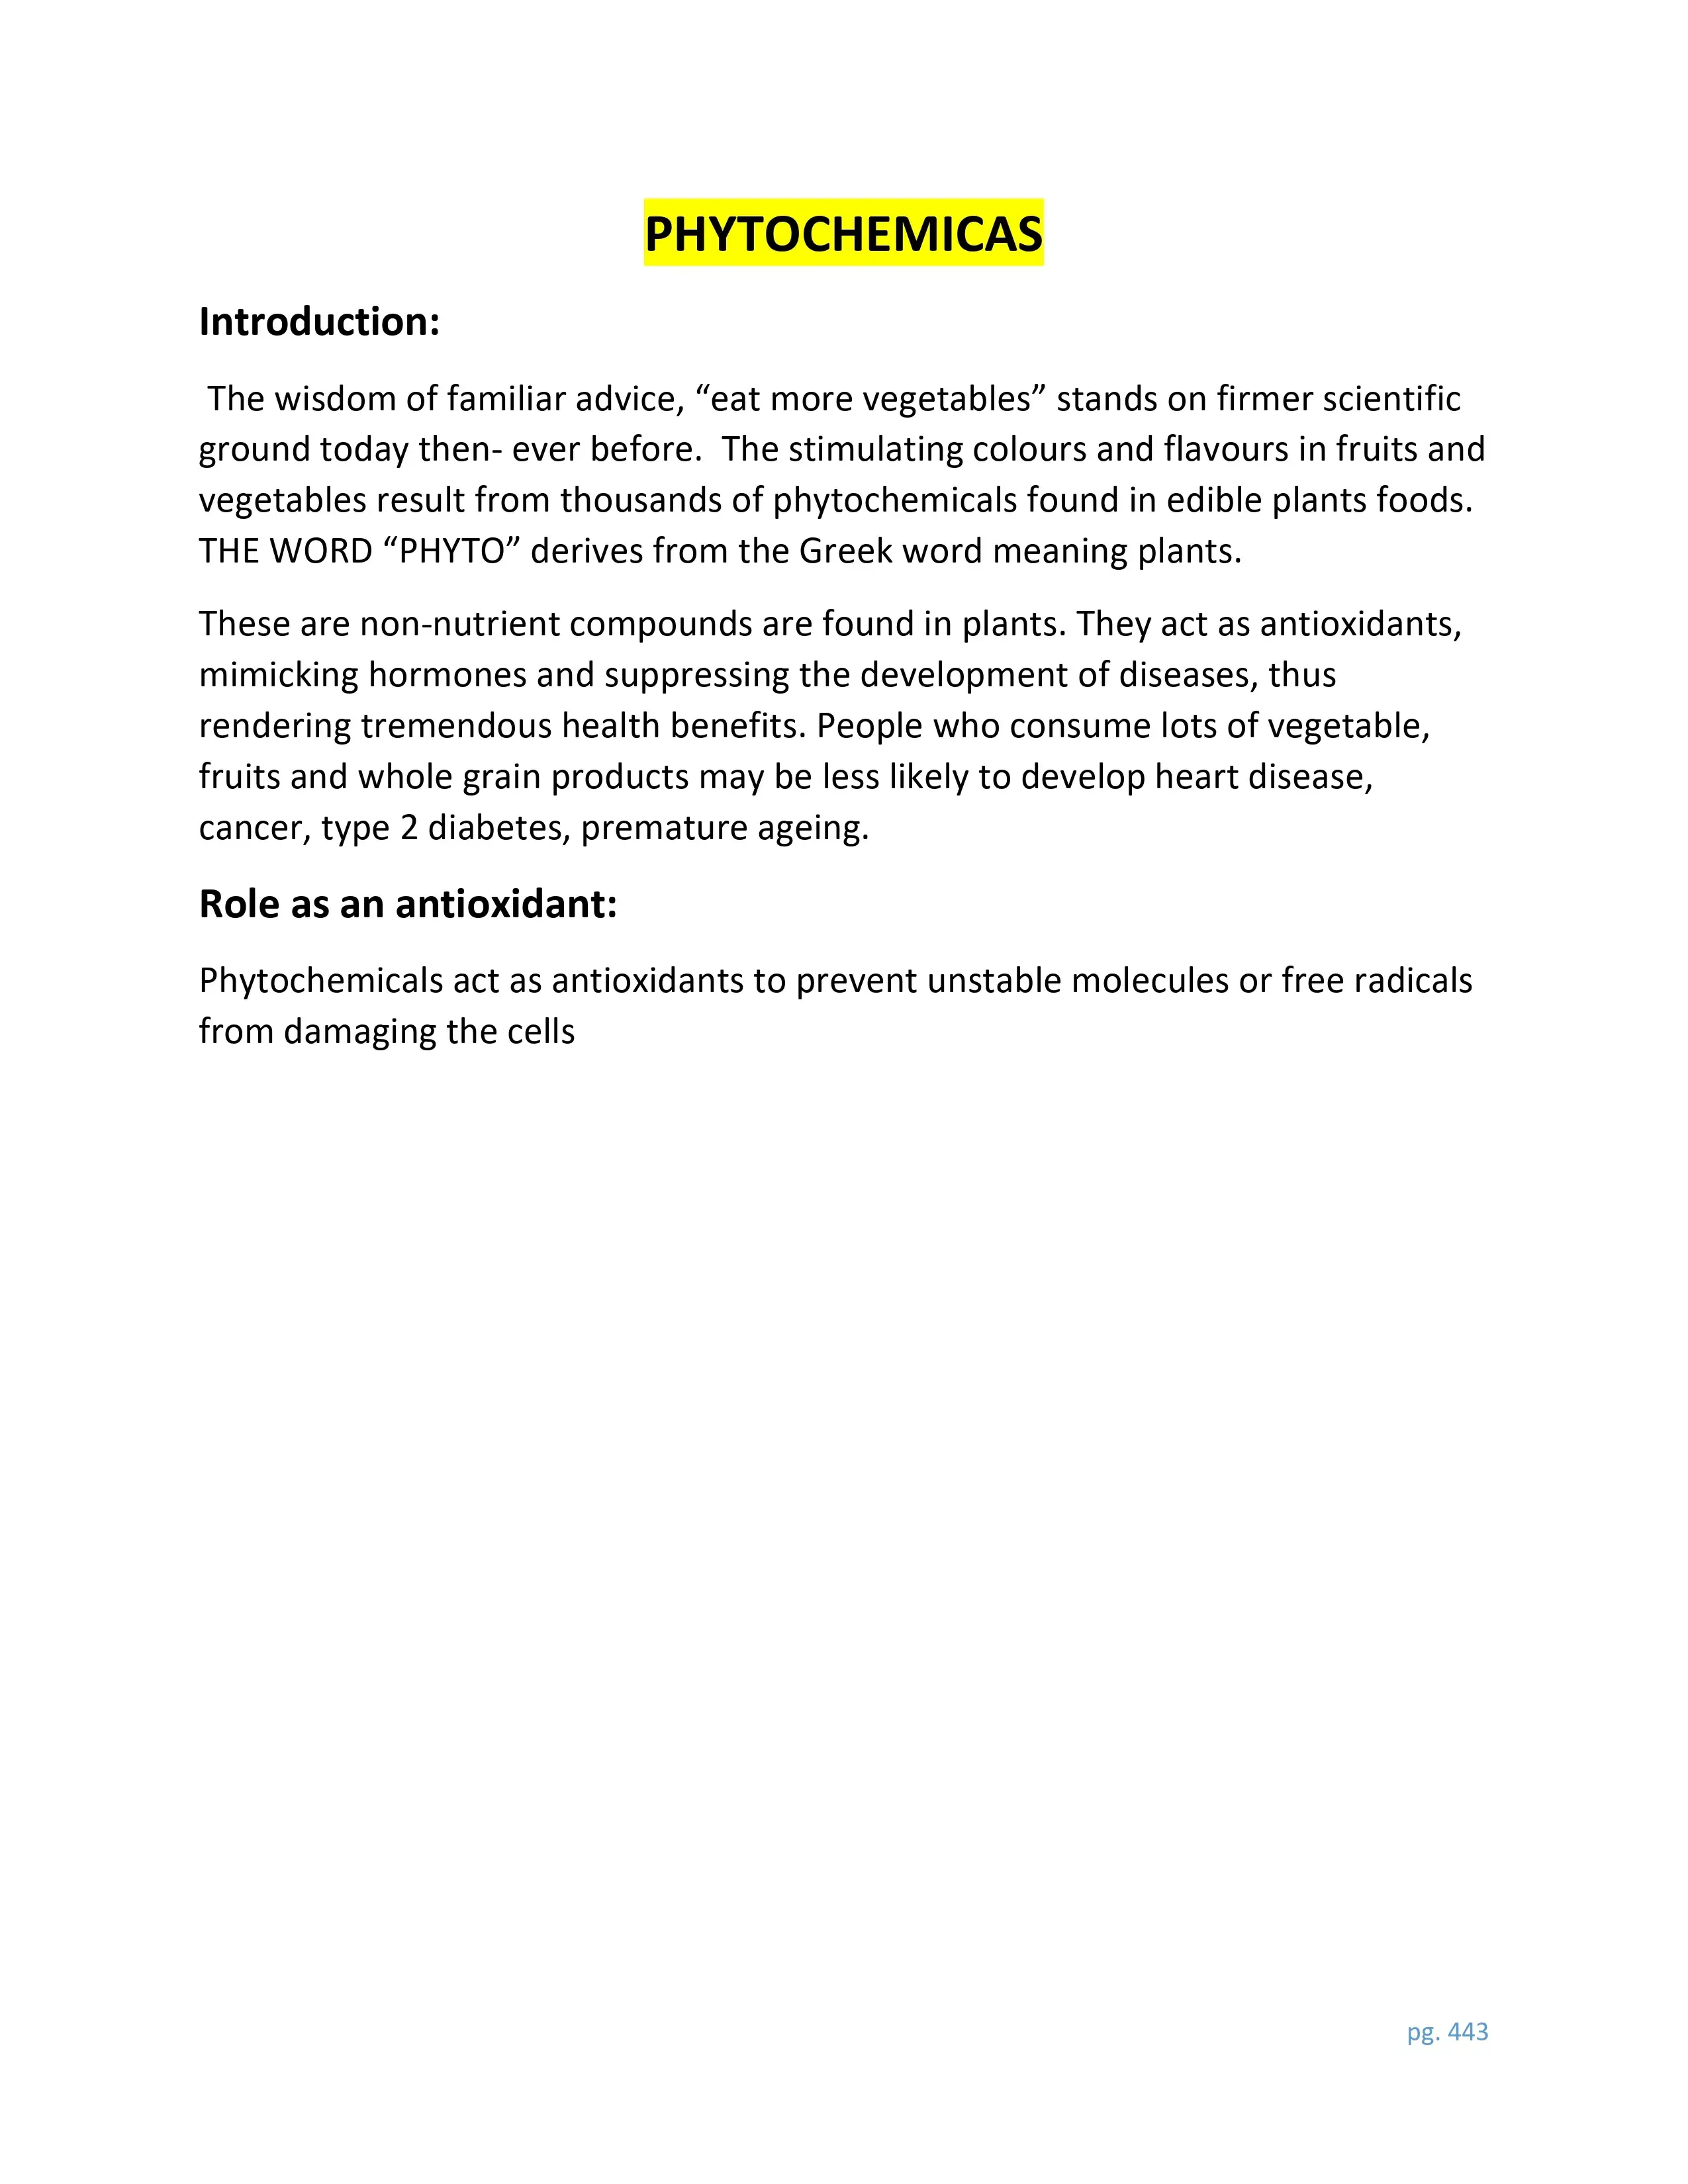 PHYTOCHEMICAS
Introduction:
The wisdom of familiar advice, “eat more vegetables” stands on firmer scientific
ground today then- ever before.  The stimulating colours and flavours in fruits and
vegetables result from thousands of phytochemicals found in edible plants foods.
THE WORD “PHYTO” derives from the Greek word meaning plants.
These are non-nutrient compounds are found in plants. They act as antioxidants,
mimicking hormones and suppressing the development of diseases, thus
rendering tremendous health benefits. People who consume lots of vegetable,
fruits and whole grain products may be less likely to develop heart disease,
cancer, type 2 diabetes, premature ageing.
Role as an antioxidant:
Phytochemicals act as antioxidants to prevent unstable molecules or free radicals
from damaging the cells
pg. 443